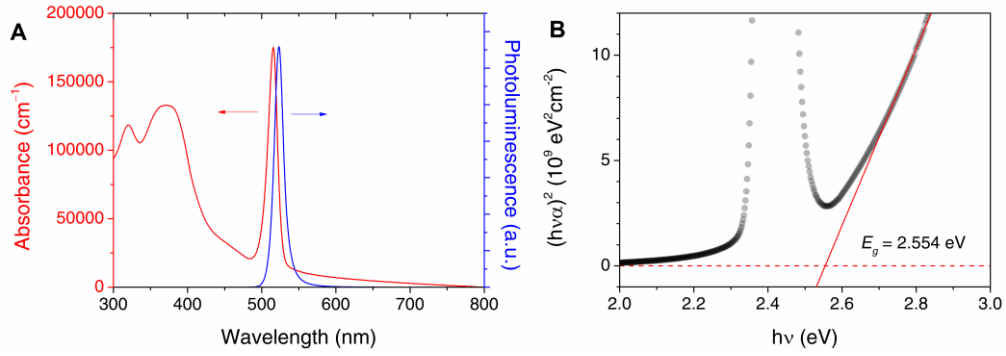 A
Absorbance (cm⁻¹)
200000
150000
100000
50000
0
300 400 500 600 700 800
Wavelength (nm)
Photoluminescence (a.u.)
B
(hνα)² (10⁹ eV²cm⁻²)
10
5
0
E_g = 2.554 eV
2.0 2.2 2.4 2.6 2.8 3.0
hν (eV)